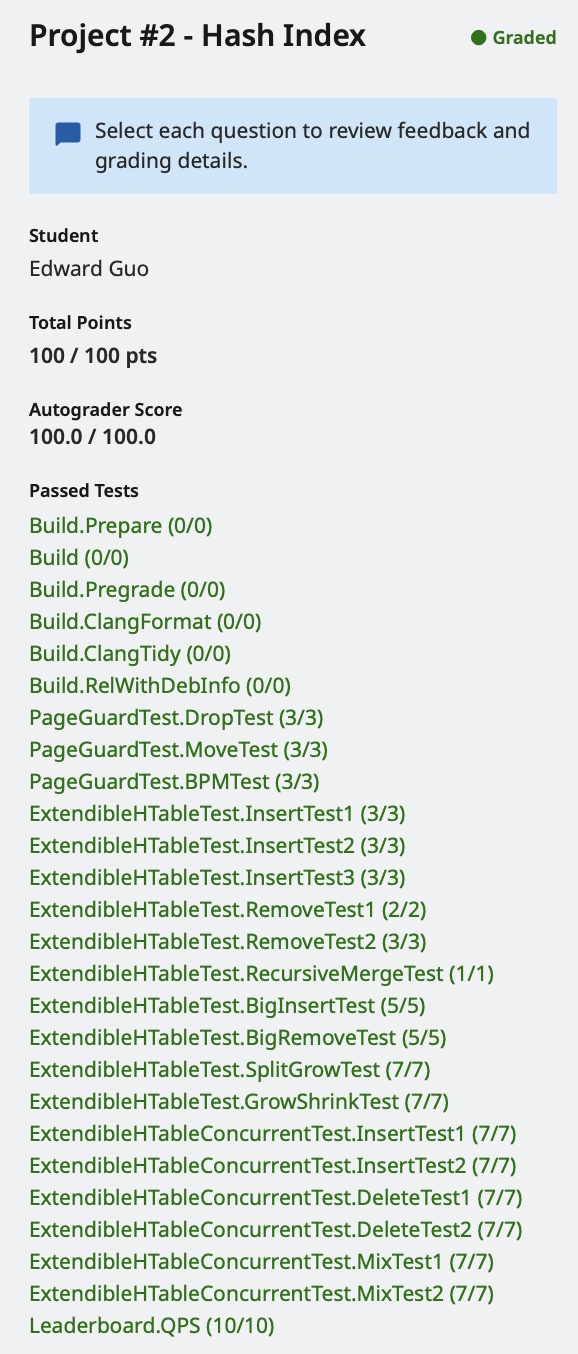 Project #2 - Hash Index
Graded
Select each question to review feedback and
grading details.
Student
Edward Guo
Total Points
100 / 100 pts
Autograder Score
100.0 / 100.0
Passed Tests
Build.Prepare (0/0)
Build (0/0)
Build.Pregrade (0/0)
Build.ClangFormat (0/0)
Build.ClangTidy (0/0)
Build.RelWithDebInfo (0/0)
PageGuardTest.DropTest (3/3)
PageGuardTest.MoveTest (3/3)
PageGuardTest.BPMTest (3/3)
ExtendibleHTableTest.InsertTest1 (3/3)
ExtendibleHTableTest.InsertTest2 (3/3)
ExtendibleHTableTest.InsertTest3 (3/3)
ExtendibleHTableTest.RemoveTest1 (2/2)
ExtendibleHTableTest.RemoveTest2 (3/3)
ExtendibleHTableTest.RecursiveMergeTest (1/1)
ExtendibleHTableTest.BigInsertTest (5/5)
ExtendibleHTableTest.BigRemoveTest (5/5)
ExtendibleHTableTest.SplitGrowTest (7/7)
ExtendibleHTableTest.GrowShrinkTest (7/7)
ExtendibleHTableConcurrentTest.InsertTest1 (7/7)
ExtendibleHTableConcurrentTest.InsertTest2 (7/7)
ExtendibleHTableConcurrentTest.DeleteTest1 (7/7)
ExtendibleHTableConcurrentTest.DeleteTest2 (7/7)
ExtendibleHTableConcurrentTest.MixTest1 (7/7)
ExtendibleHTableConcurrentTest.MixTest2 (7/7)
Leaderboard.QPS (10/10)